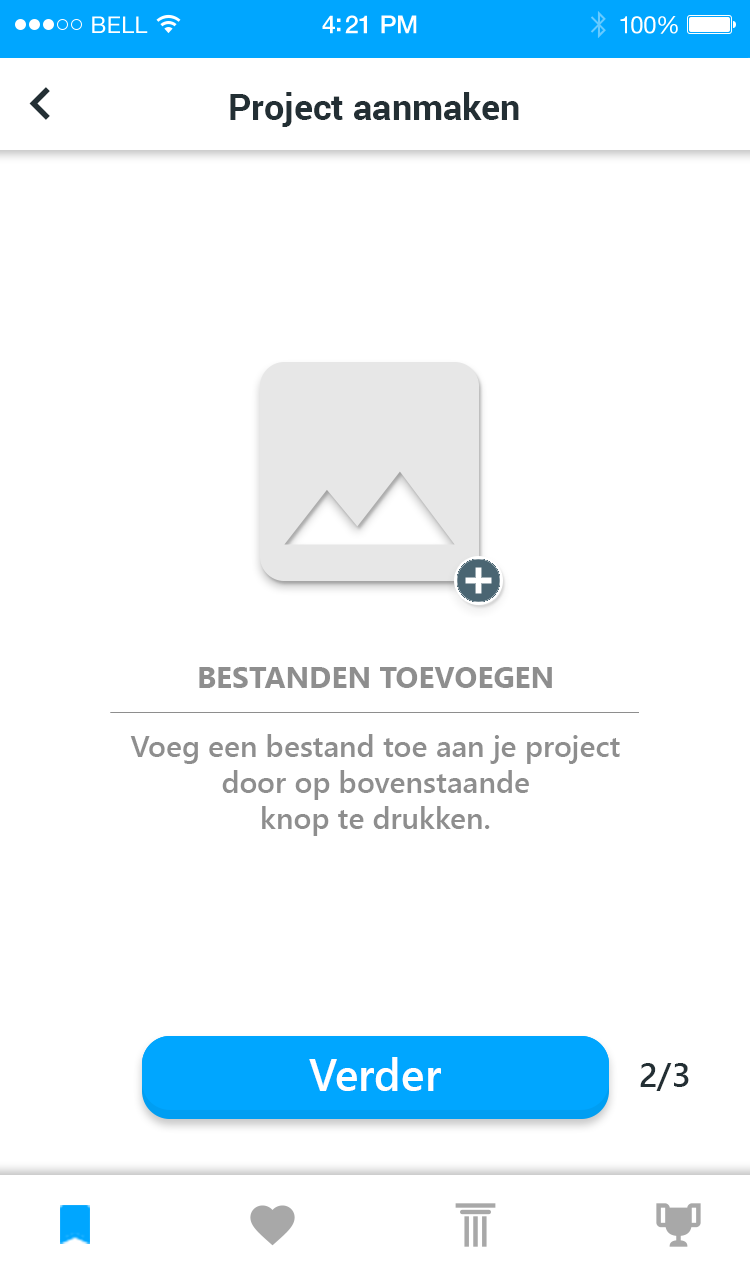 BELL 4:21 PM 100%
Project aanmaken
BESTANDEN TOEVOEGEN
Voeg een bestand toe aan je project
door op bovenstaande
knop te drukken.
Verder 2/3